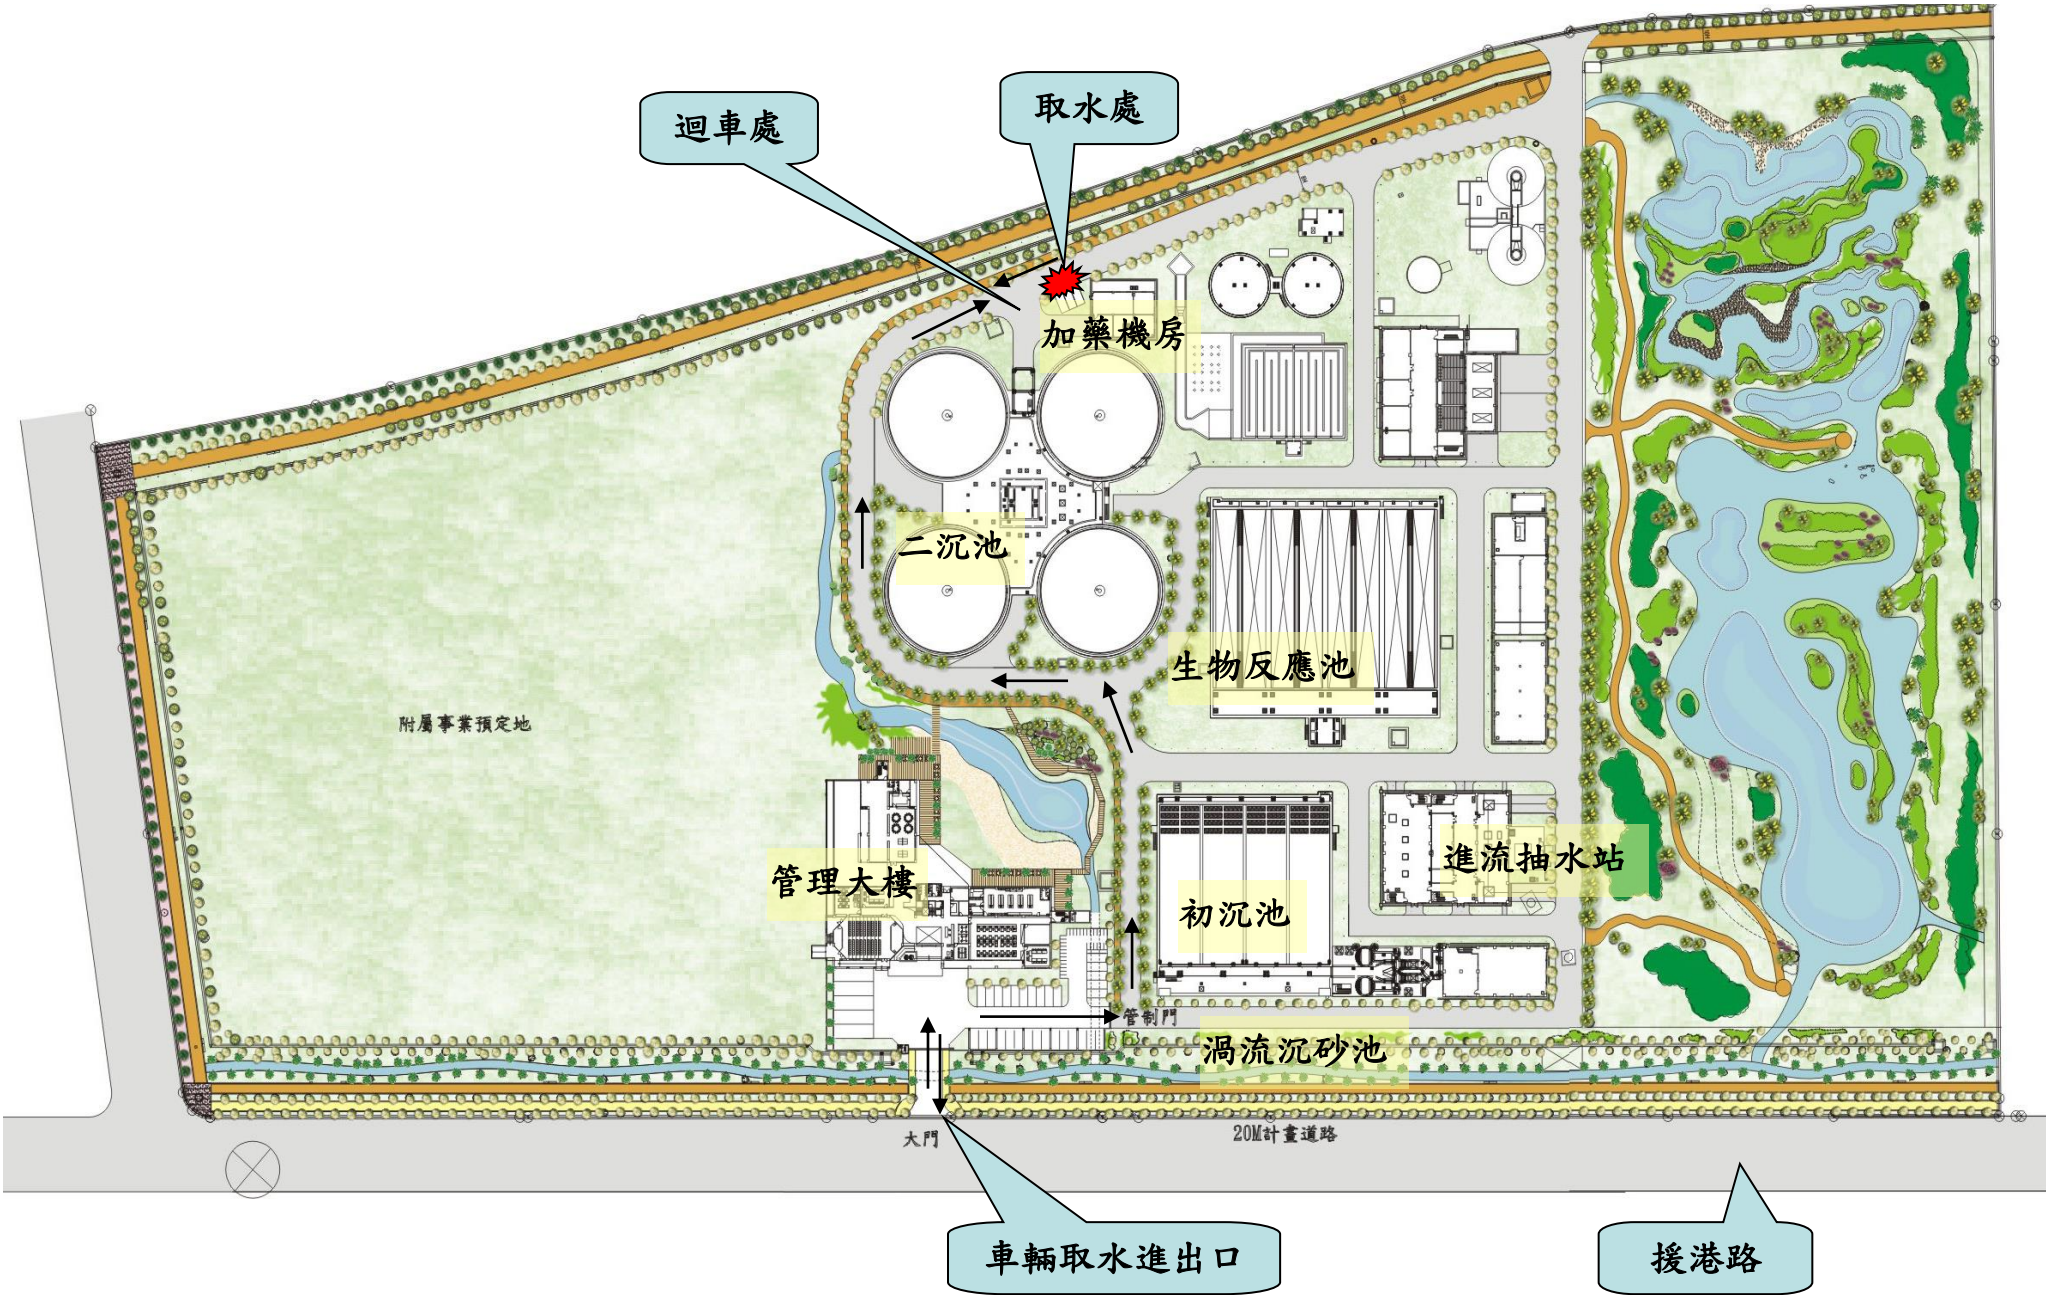 取水處
迴車處
加藥機房
二沉池
生物反應池
附屬事業預定地
進流抽水站
管理大樓
初沉池
管制門
渦流沉砂池
大門
20M計畫道路
車輛取水進出口
援港路